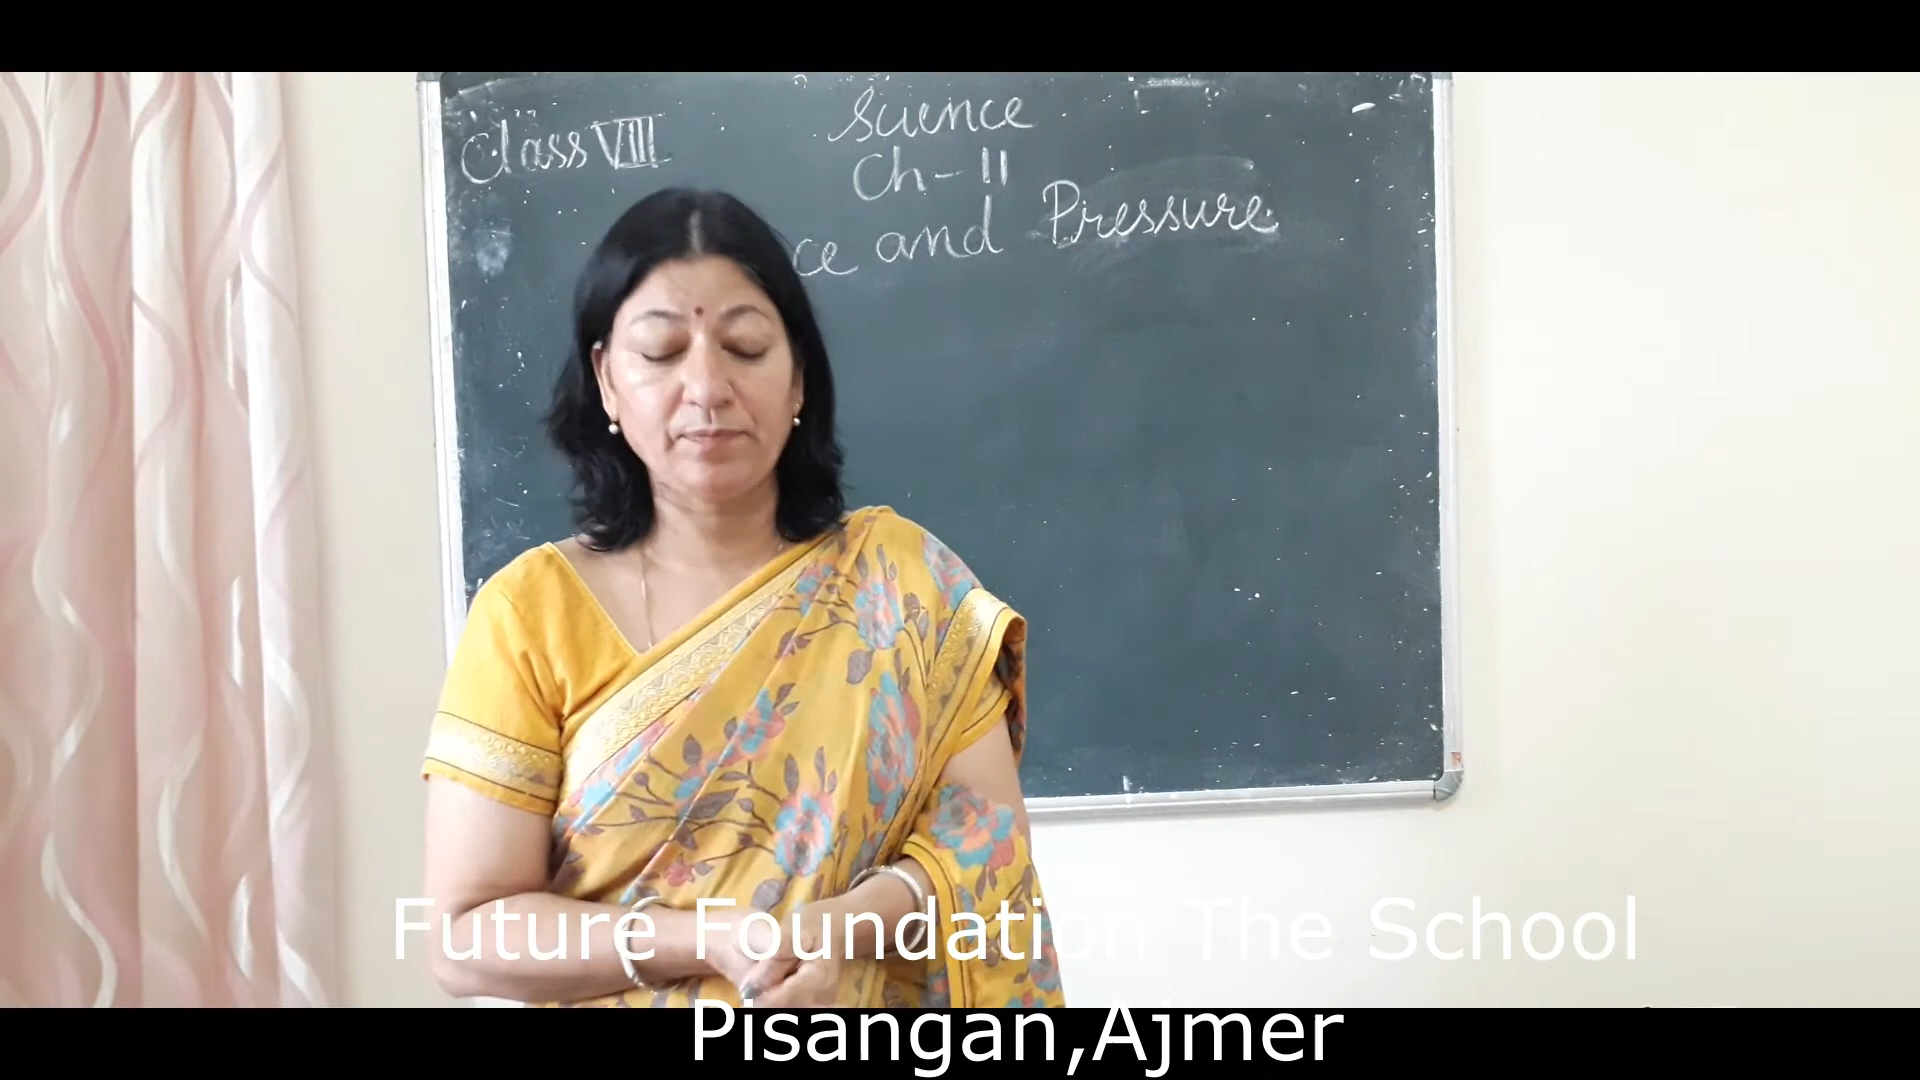 Science
Class VIII
Ch-11
ce and Pressure
Future Foundation The School
Pisangan,Ajmer